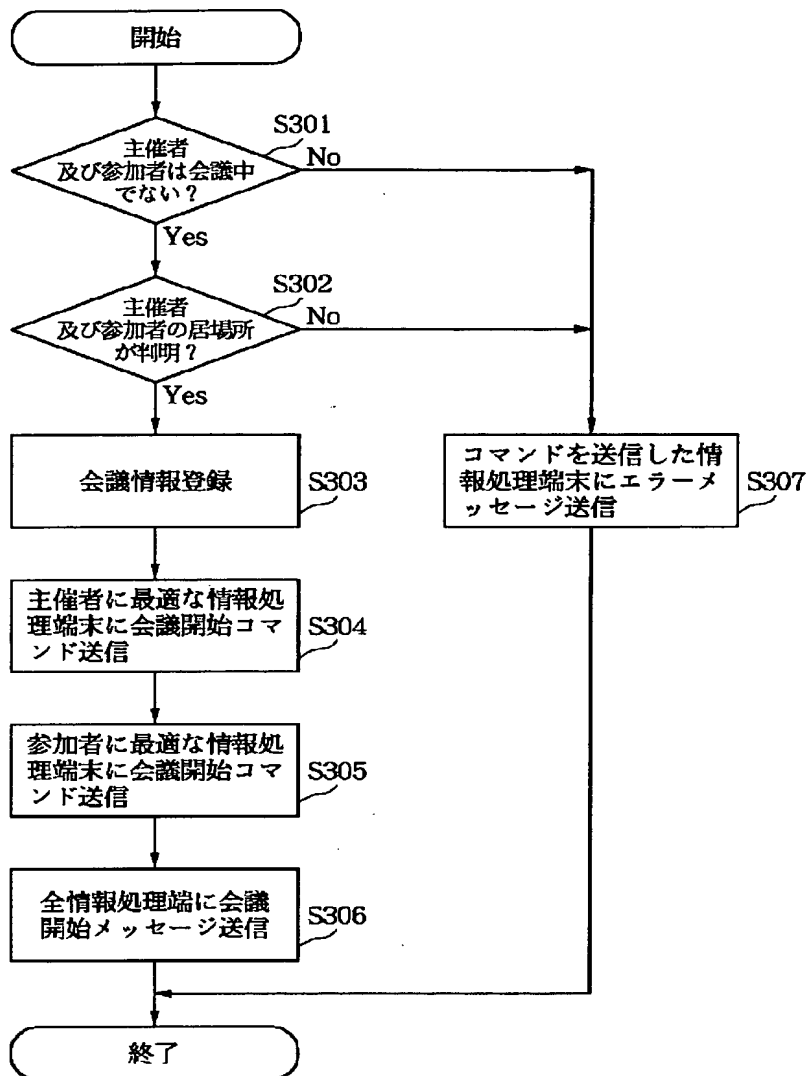 開始
S301
主催者
及び参加者は会議中
でない？
No
Yes
S302
主催者
及び参加者の居場所
が判明？
No
Yes
会議情報登録
S303
コマンドを送信した情
報処理端末にエラーメ
ッセージ送信
S307
主催者に最適な情報処
理端末に会議開始コマ
ンド送信
S304
参加者に最適な情報処
理端末に会議開始コマ
ンド送信
S305
全情報処理端に会議
開始メッセージ送信
S306
終了